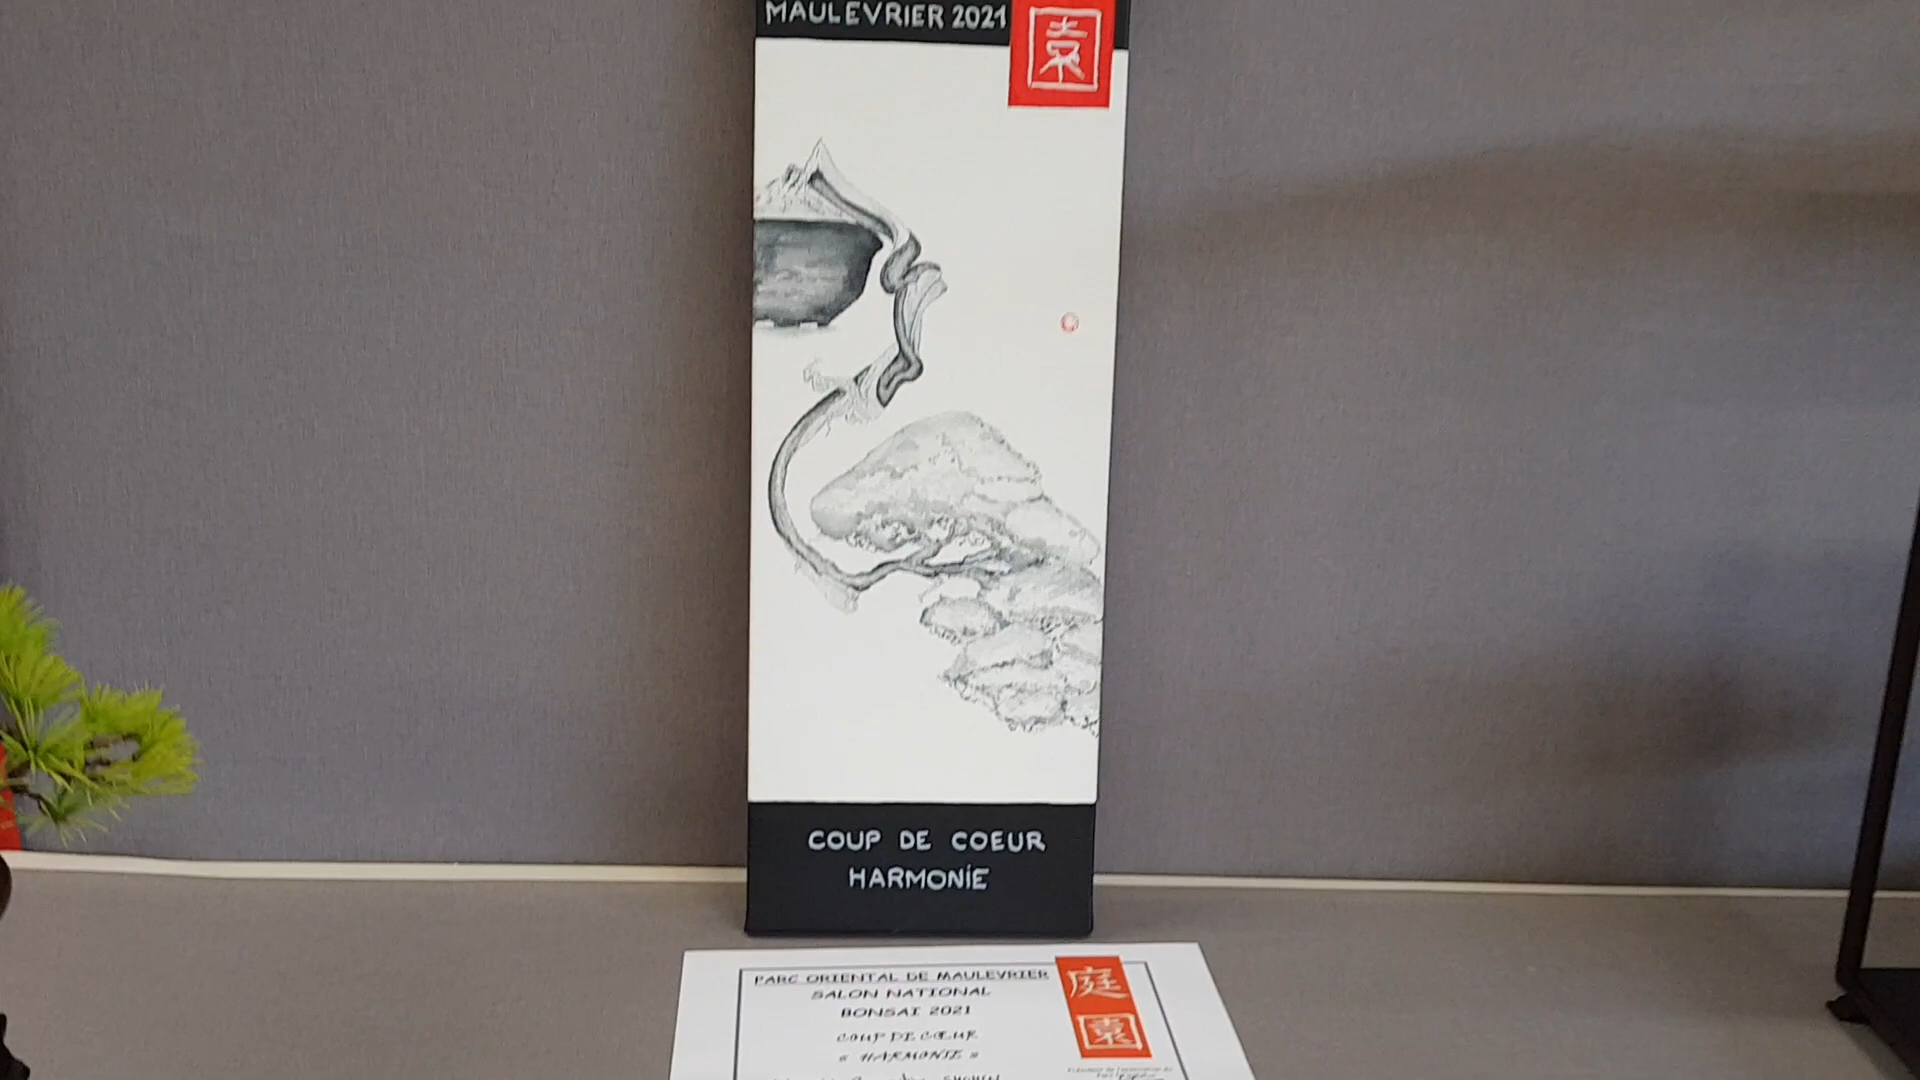 MAULEVRIER 2021
園
COUP DE COEUR
HARMONIE
PARC ORIENTAL DE MAULEVRIER
SALON NATIONAL
BONSAI 2021
COUP DE CŒUR
« HARMONIE »
庭
園